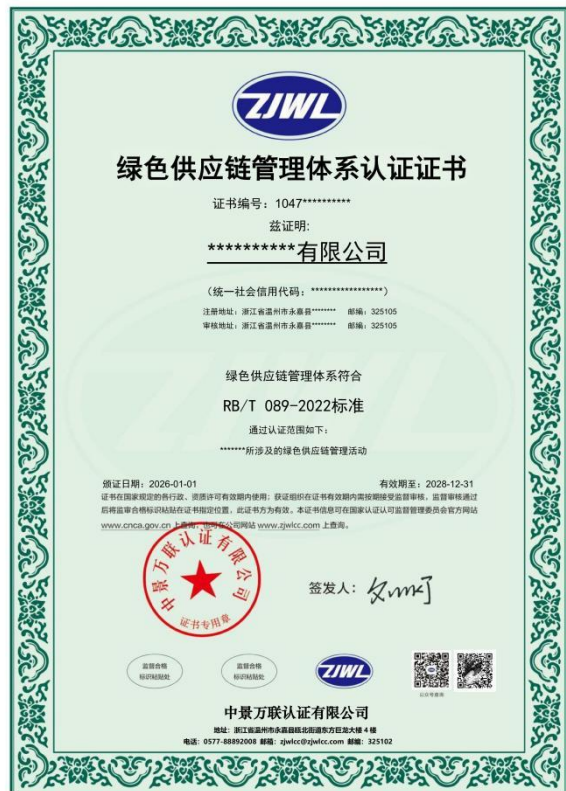 ZJWL
绿色供应链管理体系认证证书
证书编号：1047**********
兹证明:
**********有限公司
（统一社会信用代码：*****************）
注册地址：浙江省温州市永嘉县******** 邮编：325105
审核地址：浙江省温州市永嘉县******** 邮编：325105
绿色供应链管理体系符合
RB/T 089-2022标准
通过认证范围如下：
*******所涉及的绿色供应链管理活动
颁证日期：2026-01-01 有效期至：2028-12-31
证书在国家规定的各行政、资质许可有效期内使用；获证组织在证书有效期内需按期接受监督审核，监督审核通过
后将监审合格标识粘贴在证书指定位置，此证书方为有效。本证书信息可在国家认证认可监督管理委员会官方网站
www.cnca.gov.cn 上查询，也可在公司网站 www.zjwlcc.com 上查询。
中景万联认证有限公司
证书专用章
签发人：
监督合格
标识粘贴处
监督合格
标识粘贴处
ZJWL
公众号查询
中景万联认证有限公司
地址：浙江省温州市永嘉县瓯北街道东方巨龙大楼 4 楼
电话：0577-88892008 邮箱：zjwlcc@zjwlcc.com 邮编：325102